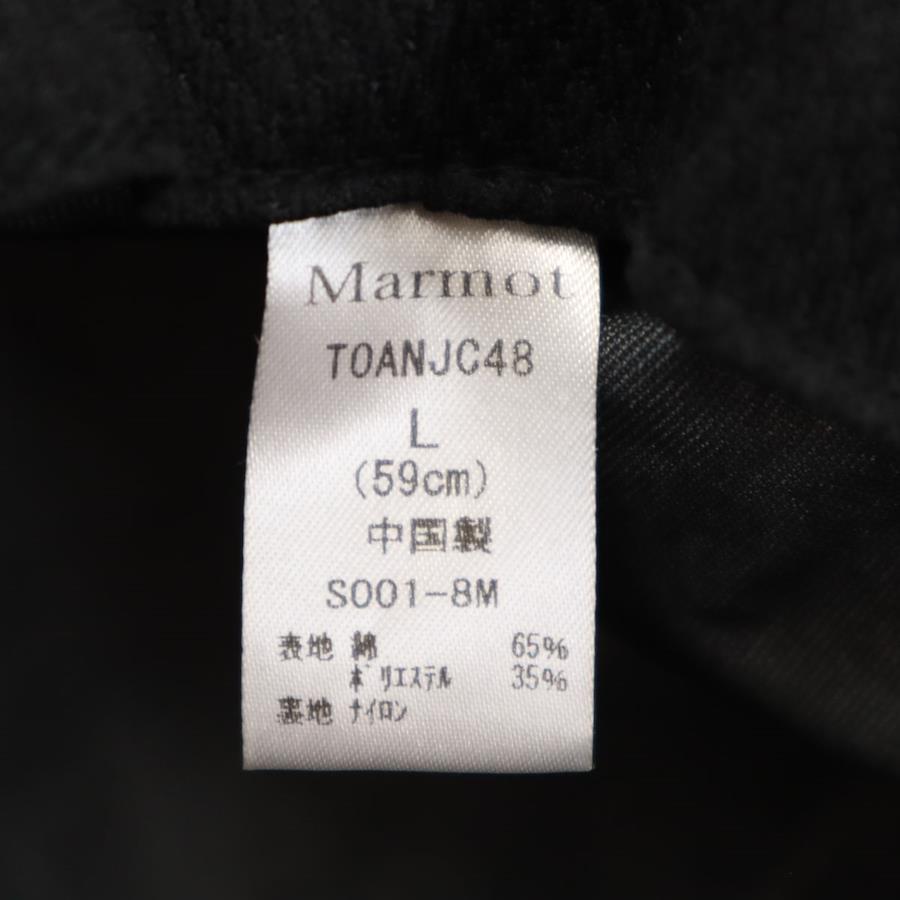 Marmot
TOANJC48
L
(59cm)
中国製
S001-8M
表地 綿 65%
ポリエステル 35%
裏地 ナイロン